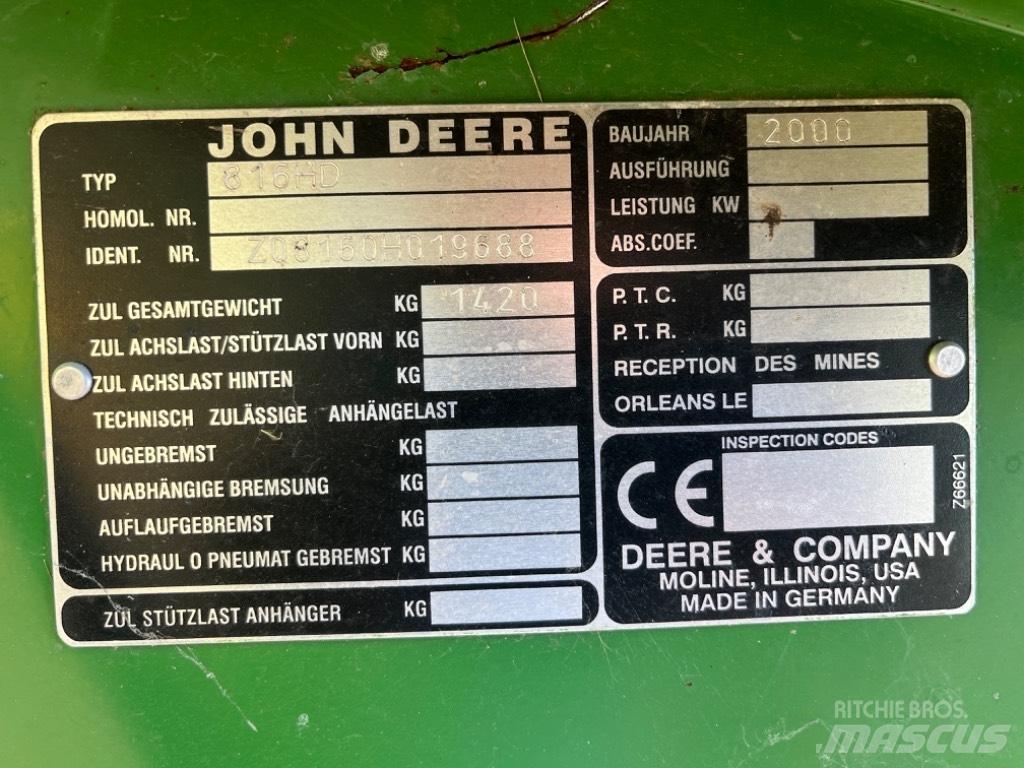 JOHN DEERE
TYP 816HD
HOMOL. NR.
IDENT. NR. ZQ8160H019688
ZUL GESAMTGEWICHT KG 1420
ZUL ACHSLAST/STÜTZLAST VORN KG
ZUL ACHSLAST HINTEN KG
TECHNISCH ZULÄSSIGE ANHÄNGELAST
UNGEBREMST KG
UNABHÄNGIGE BREMSUNG KG
AUFLAUFGEBREMST KG
HYDRAUL O PNEUMAT GEBREMST KG
ZUL STÜTZLAST ANHÄNGER KG
BAUJAHR 2000
AUSFÜHRUNG
LEISTUNG KW
ABS.COEF.
P.T.C. KG
P.T.R. KG
RECEPTION DES MINES
ORLEANS LE
INSPECTION CODES
CE
Z66621
DEERE & COMPANY
MOLINE, ILLINOIS, USA
MADE IN GERMANY
RITCHIE BROS.
MASCUS